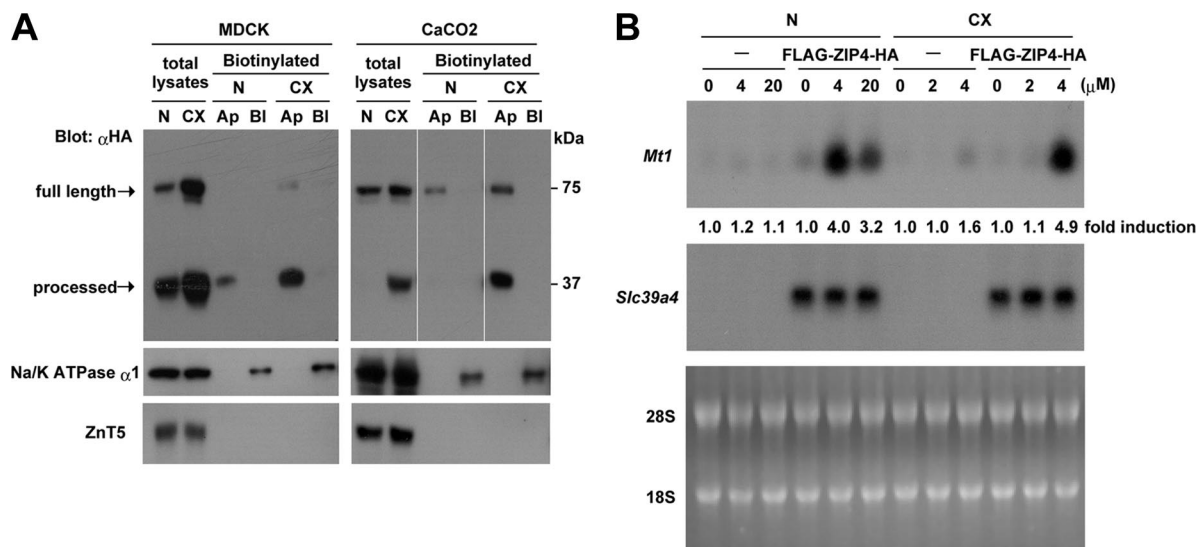 A
MDCK
CaCO2
total lysates
Biotinylated
N
CX
N CX Ap Bl Ap Bl
total lysates
Biotinylated
N
CX
N CX Ap Bl Ap Bl
Blot: αHA
kDa
full length→
- 75
processed→
- 37
Na/K ATPase α1
ZnT5
B
N
CX
— FLAG-ZIP4-HA — FLAG-ZIP4-HA
0 4 20 0 4 20 0 2 4 0 2 4 (μM)
Mt1
1.0 1.2 1.1 1.0 4.0 3.2 1.0 1.0 1.6 1.0 1.1 4.9 fold induction
Slc39a4
28S
18S